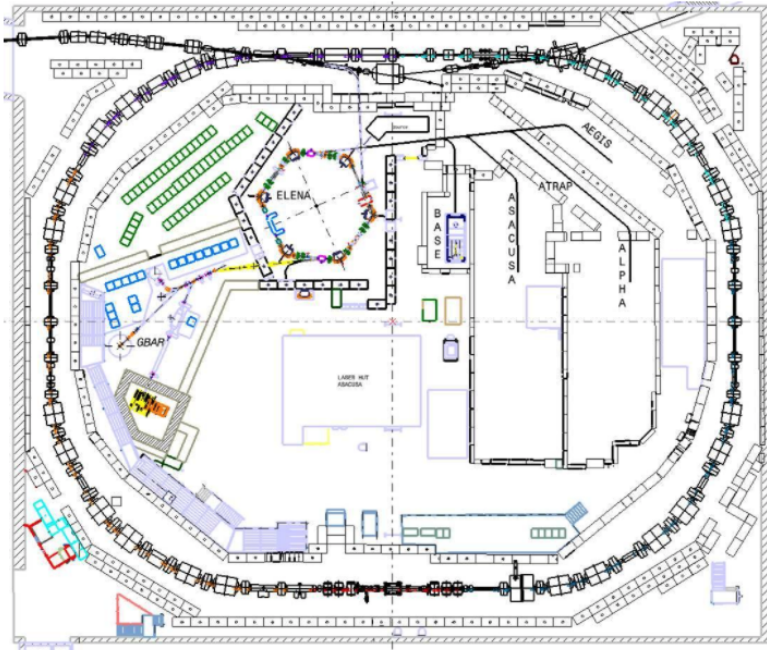 AEGIS
ELENA
ATRAP
BASE
ASACUSA
ALPHA
GBAR
LASER HUT
ASACUSA